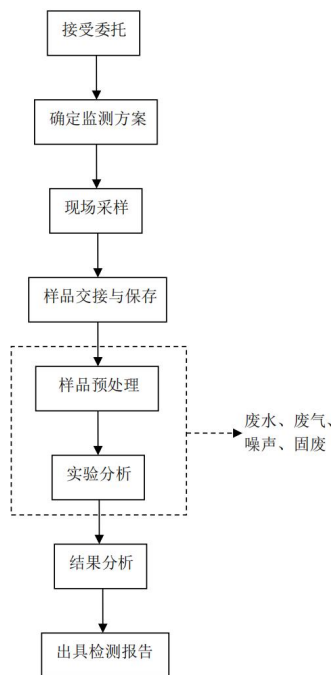 接受委托
确定监测方案
现场采样
样品交接与保存
样品预处理
废水、废气、
噪声、固废
实验分析
结果分析
出具检测报告